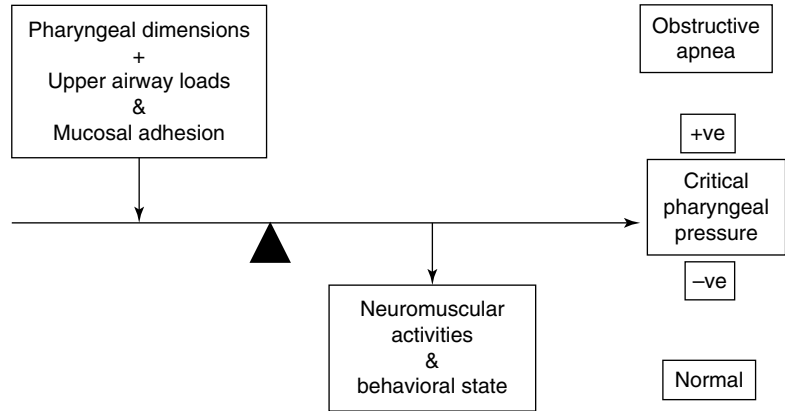 Pharyngeal dimensions
+
Upper airway loads
&
Mucosal adhesion
Obstructive
apnea
+ve
Critical
pharyngeal
pressure
–ve
Neuromuscular
activities
&
behavioral state
Normal